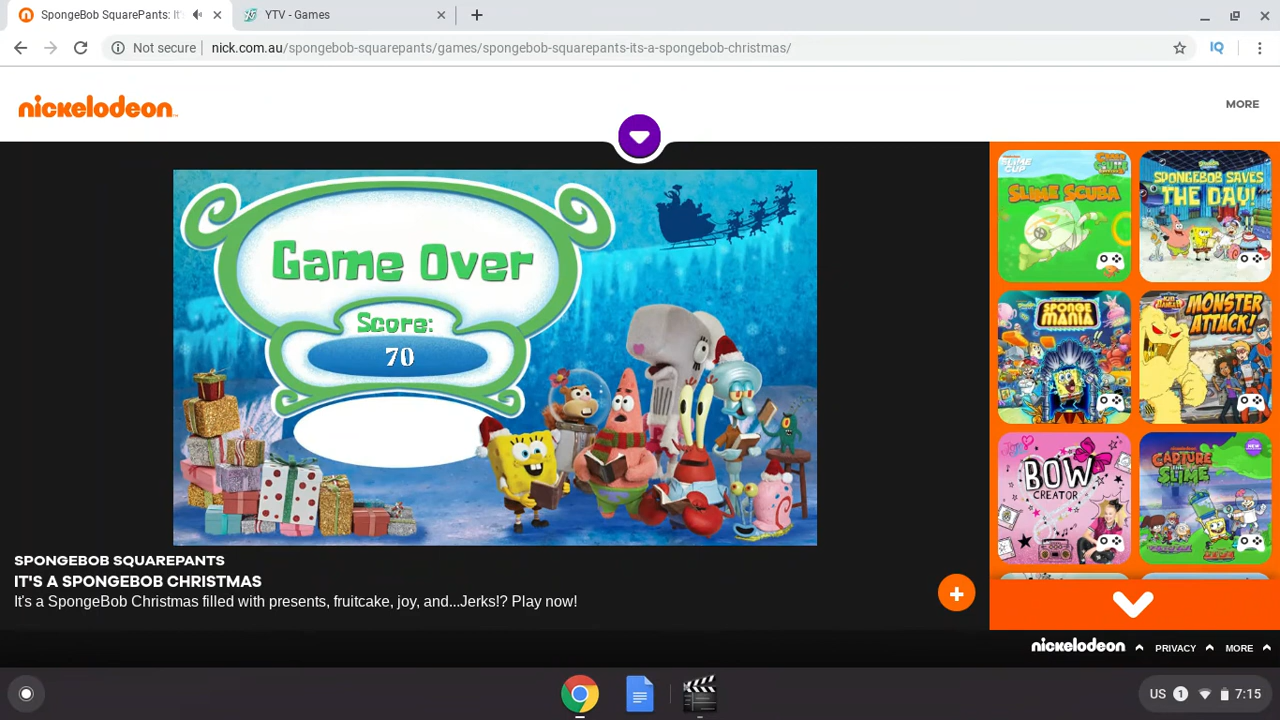 SpongeBob SquarePants: It's
YTV - Games
Not secure
nick.com.au/spongebob-squarepants/games/spongebob-squarepants-its-a-spongebob-christmas/
IQ
nickelodeon
MORE
Game Over
Score:
70
SLIME CUP
SLIME SCUBA
SPONGEBOB SAVES
THE DAY!
SPONGE
MANIA
MONSTER
ATTACK!
JoJo
BOW
CREATOR
NEW
CAPTURE
THE
SLIME
SPONGEBOB SQUAREPANTS
IT'S A SPONGEBOB CHRISTMAS
It's a SpongeBob Christmas filled with presents, fruitcake, joy, and...Jerks!? Play now!
nickelodeon
PRIVACY
MORE
US
1
7:15